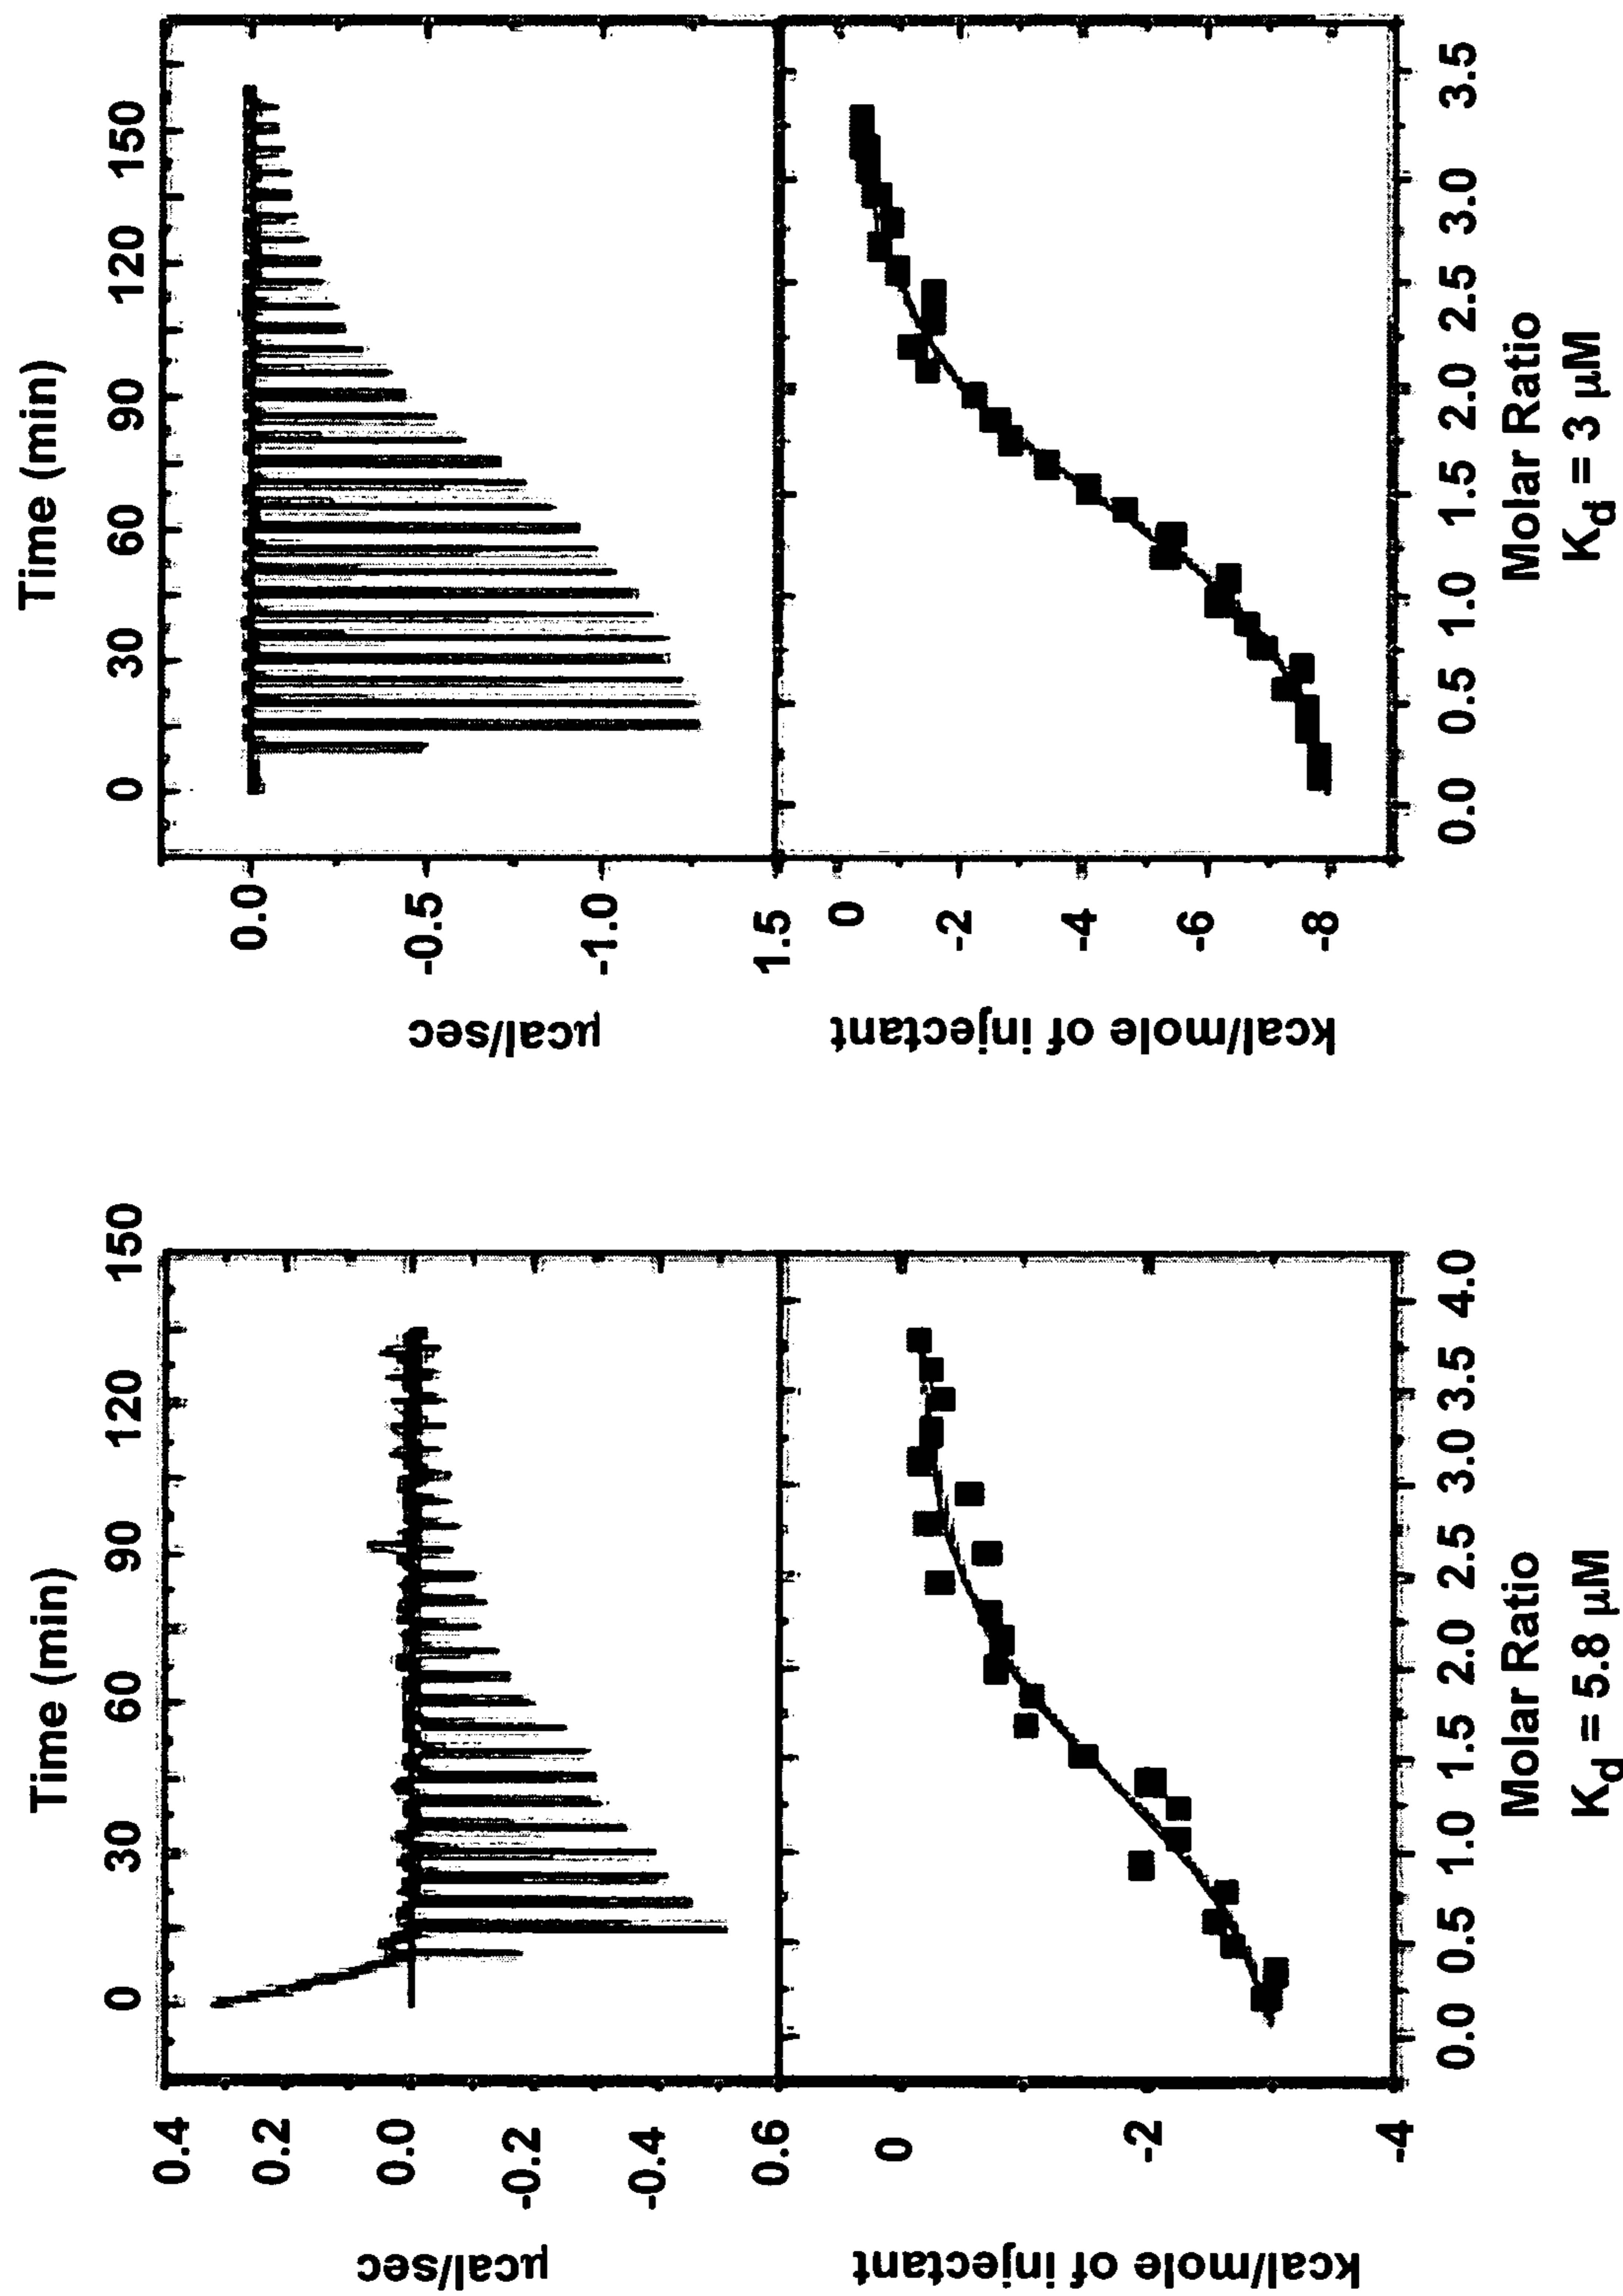 Time (min)
0 30 60 90 120 150
0.4
0.2
0.0
-0.2
-0.4
0.6
µcal/sec
0
-2
-4
kcal/mole of injectant
0.0 0.5 1.0 1.5 2.0 2.5 3.0 3.5 4.0
Molar Ratio
Kd = 5.8 µM
Time (min)
0 30 60 90 120 150
0.0
-0.5
-1.0
1.5
µcal/sec
0
-2
-4
-6
-8
kcal/mole of injectant
0.0 0.5 1.0 1.5 2.0 2.5 3.0 3.5
Molar Ratio
Kd = 3 µM